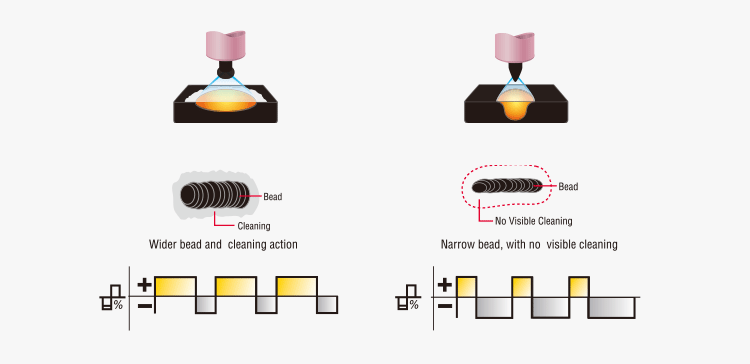 Bead
Cleaning
Wider bead and cleaning action
+
−
%
Bead
No Visible Cleaning
Narrow bead, with no visible cleaning
+
−
%